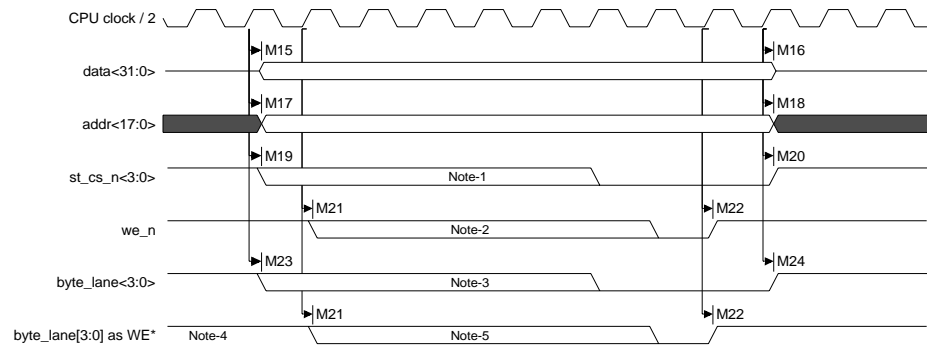 CPU clock / 2
M15 M16
data<31:0>
M17 M18
addr<17:0>
M19 M20
st_cs_n<3:0> Note-1
M21 M22
we_n Note-2
M23 M24
byte_lane<3:0> Note-3
M21 M22
byte_lane[3:0] as WE* Note-4 Note-5